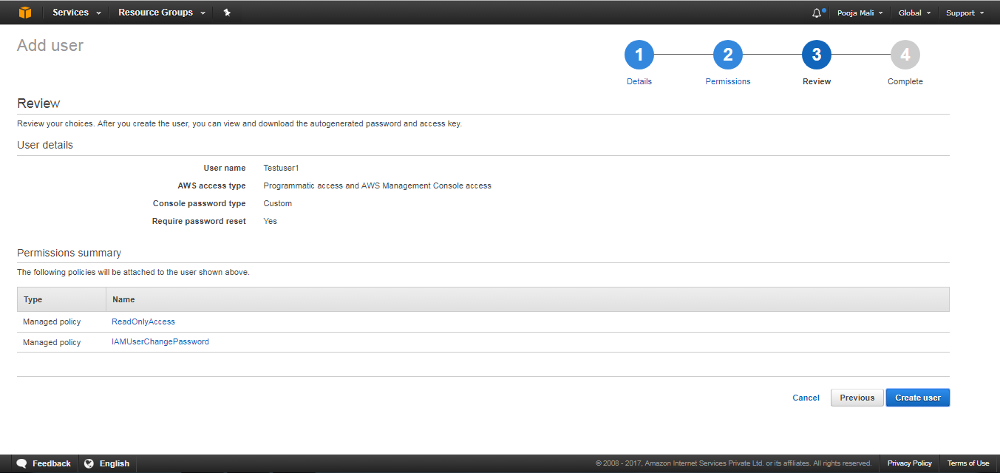 Services Resource Groups Pooja Mali Global Support
Add user
1 2 3 4
Details Permissions Review Complete
Review
Review your choices. After you create the user, you can view and download the autogenerated password and access key.
User details
User name Testuser1
AWS access type Programmatic access and AWS Management Console access
Console password type Custom
Require password reset Yes
Permissions summary
The following policies will be attached to the user shown above.
Type Name
Managed policy ReadOnlyAccess
Managed policy IAMUserChangePassword
Cancel Previous Create user
Feedback English © 2008 - 2017, Amazon Internet Services Private Ltd. or its affiliates. All rights reserved. Privacy Policy Terms of Use